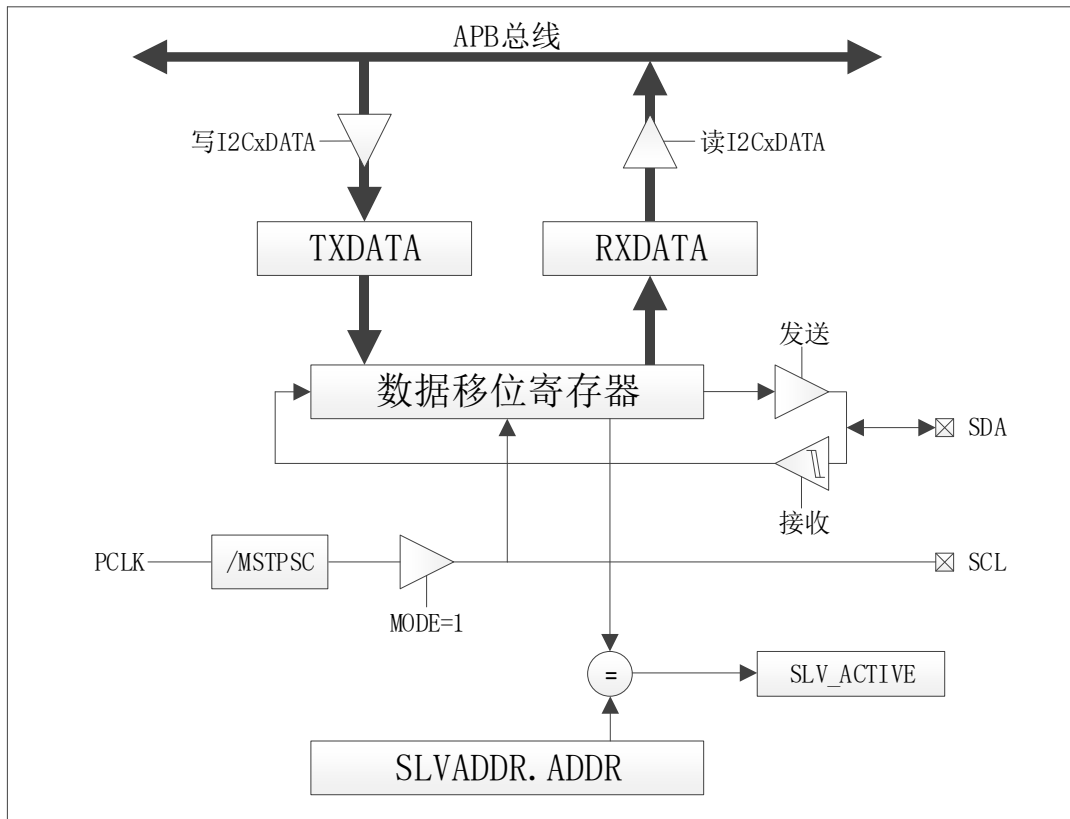 APB总线
写I2CxDATA
读I2CxDATA
TXDATA
RXDATA
发送
数据移位寄存器
SDA
接收
PCLK
/MSTPSC
SCL
MODE=1
=
SLV_ACTIVE
SLVADDR.ADDR